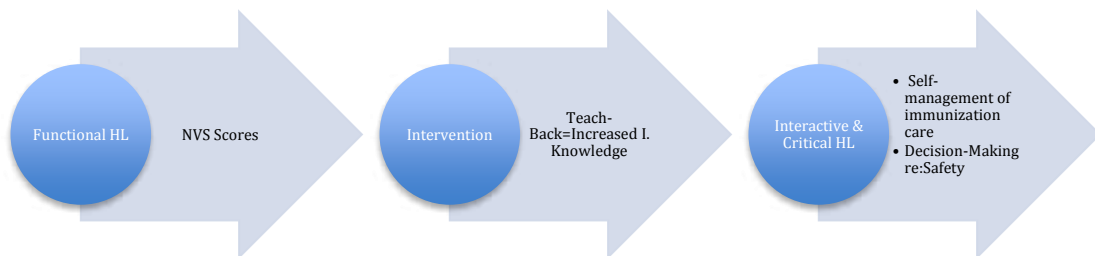 Functional HL
NVS Scores
Intervention
Teach-
Back=Increased I.
Knowledge
Interactive &
Critical HL
• Self-
management of
immunization
care
• Decision-Making
re:Safety